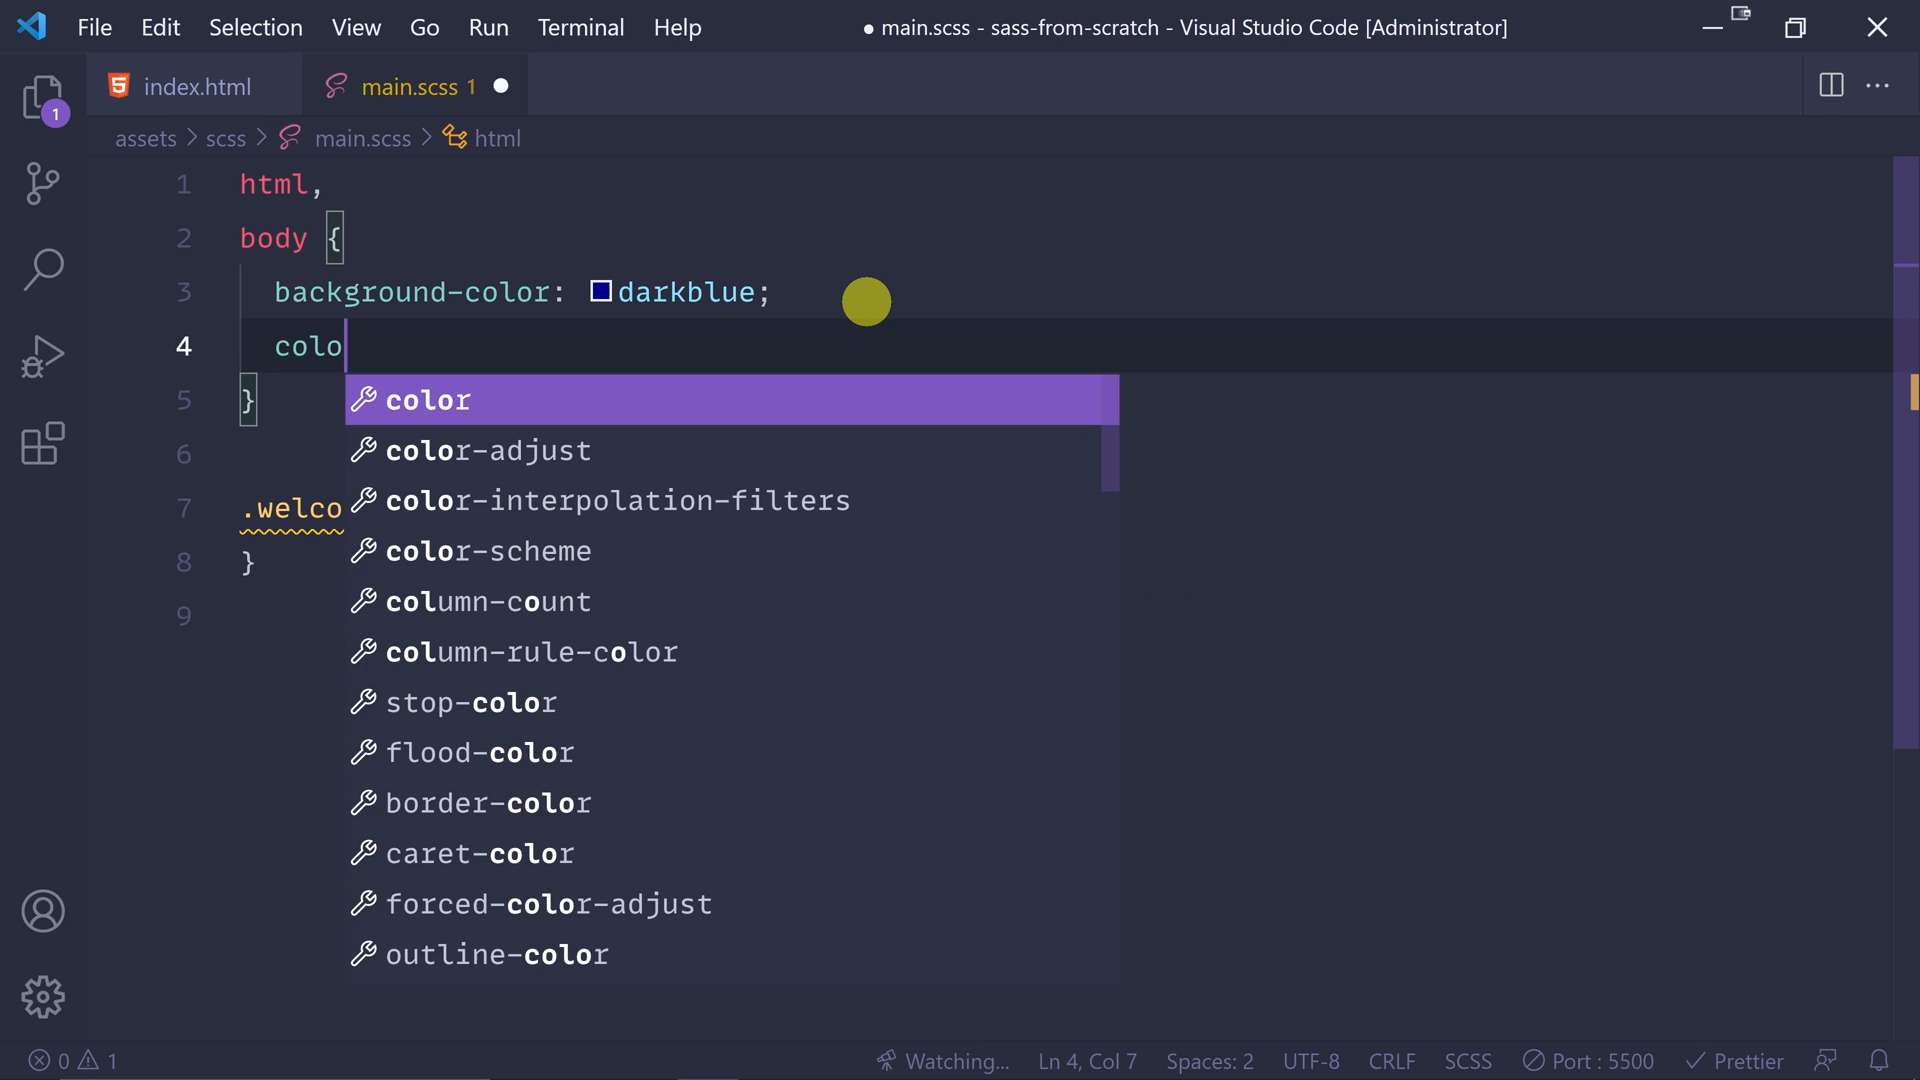 File Edit Selection View Go Run Terminal Help ● main.scss - sass-from-scratch - Visual Studio Code [Administrator]
index.html main.scss 1
1
assets > scss > main.scss > html
1 html,
2 body {
3 background-color: darkblue;
4 colo
5 }
6
7 .welco
8 }
9
color
color-adjust
color-interpolation-filters
color-scheme
column-count
column-rule-color
stop-color
flood-color
border-color
caret-color
forced-color-adjust
outline-color
0 1 Watching... Ln 4, Col 7 Spaces: 2 UTF-8 CRLF SCSS Port : 5500 Prettier